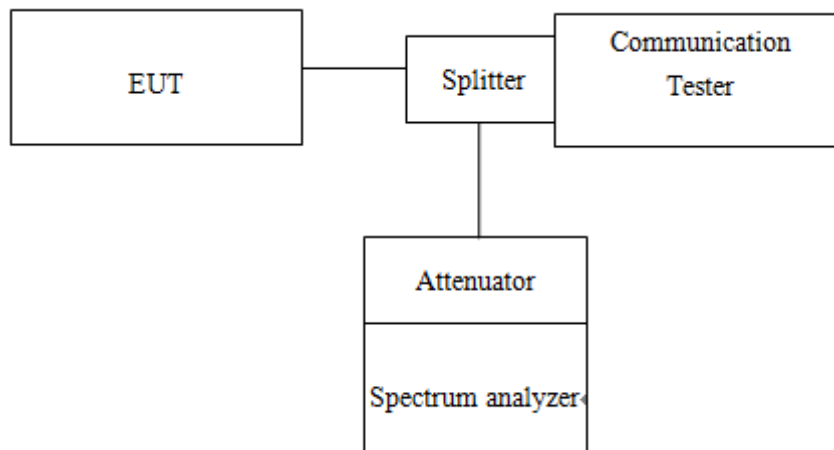 EUT
Splitter
Communication
Tester
Attenuator
Spectrum analyzer